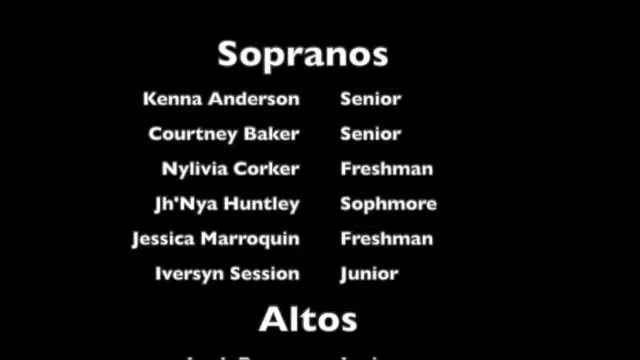 Sopranos
Kenna Anderson Senior
Courtney Baker Senior
Nylivia Corker Freshman
Jh'Nya Huntley Sophmore
Jessica Marroquin Freshman
Iversyn Session Junior
Altos